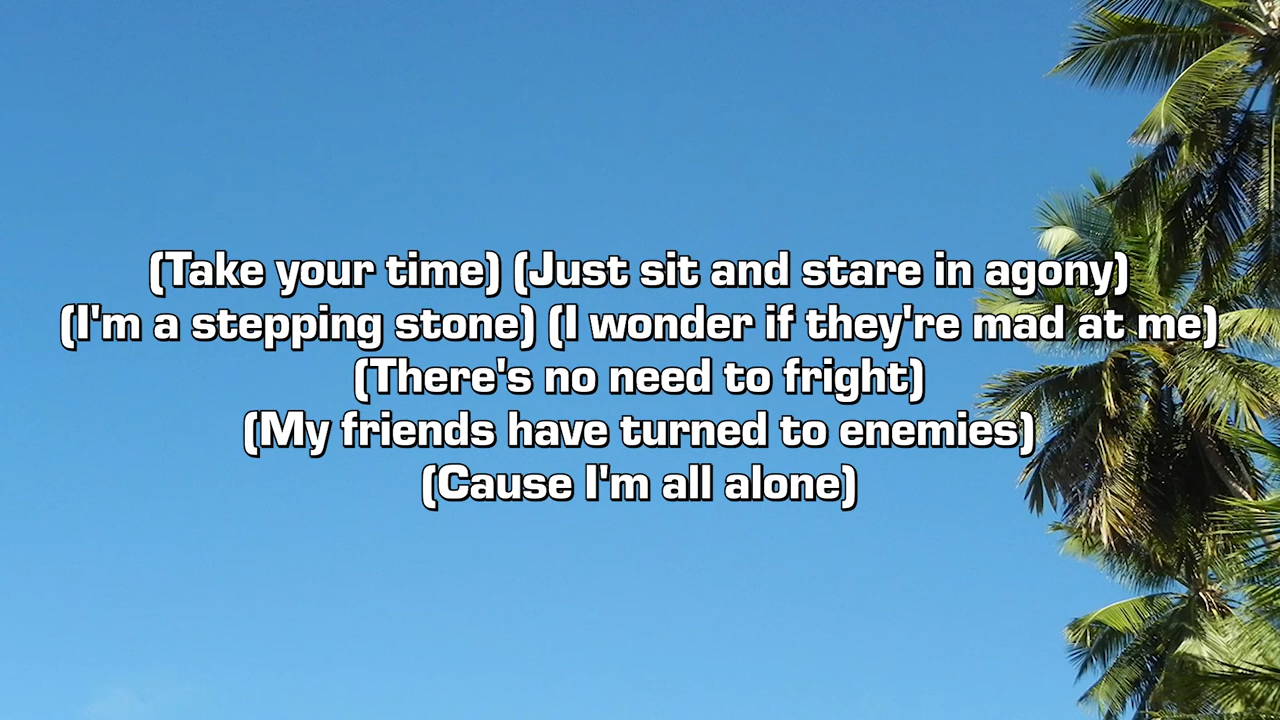 (Take your time) (Just sit and stare in agony)
(I'm a stepping stone) (I wonder if they're mad at me)
(There's no need to fright)
(My friends have turned to enemies)
(Cause I'm all alone)